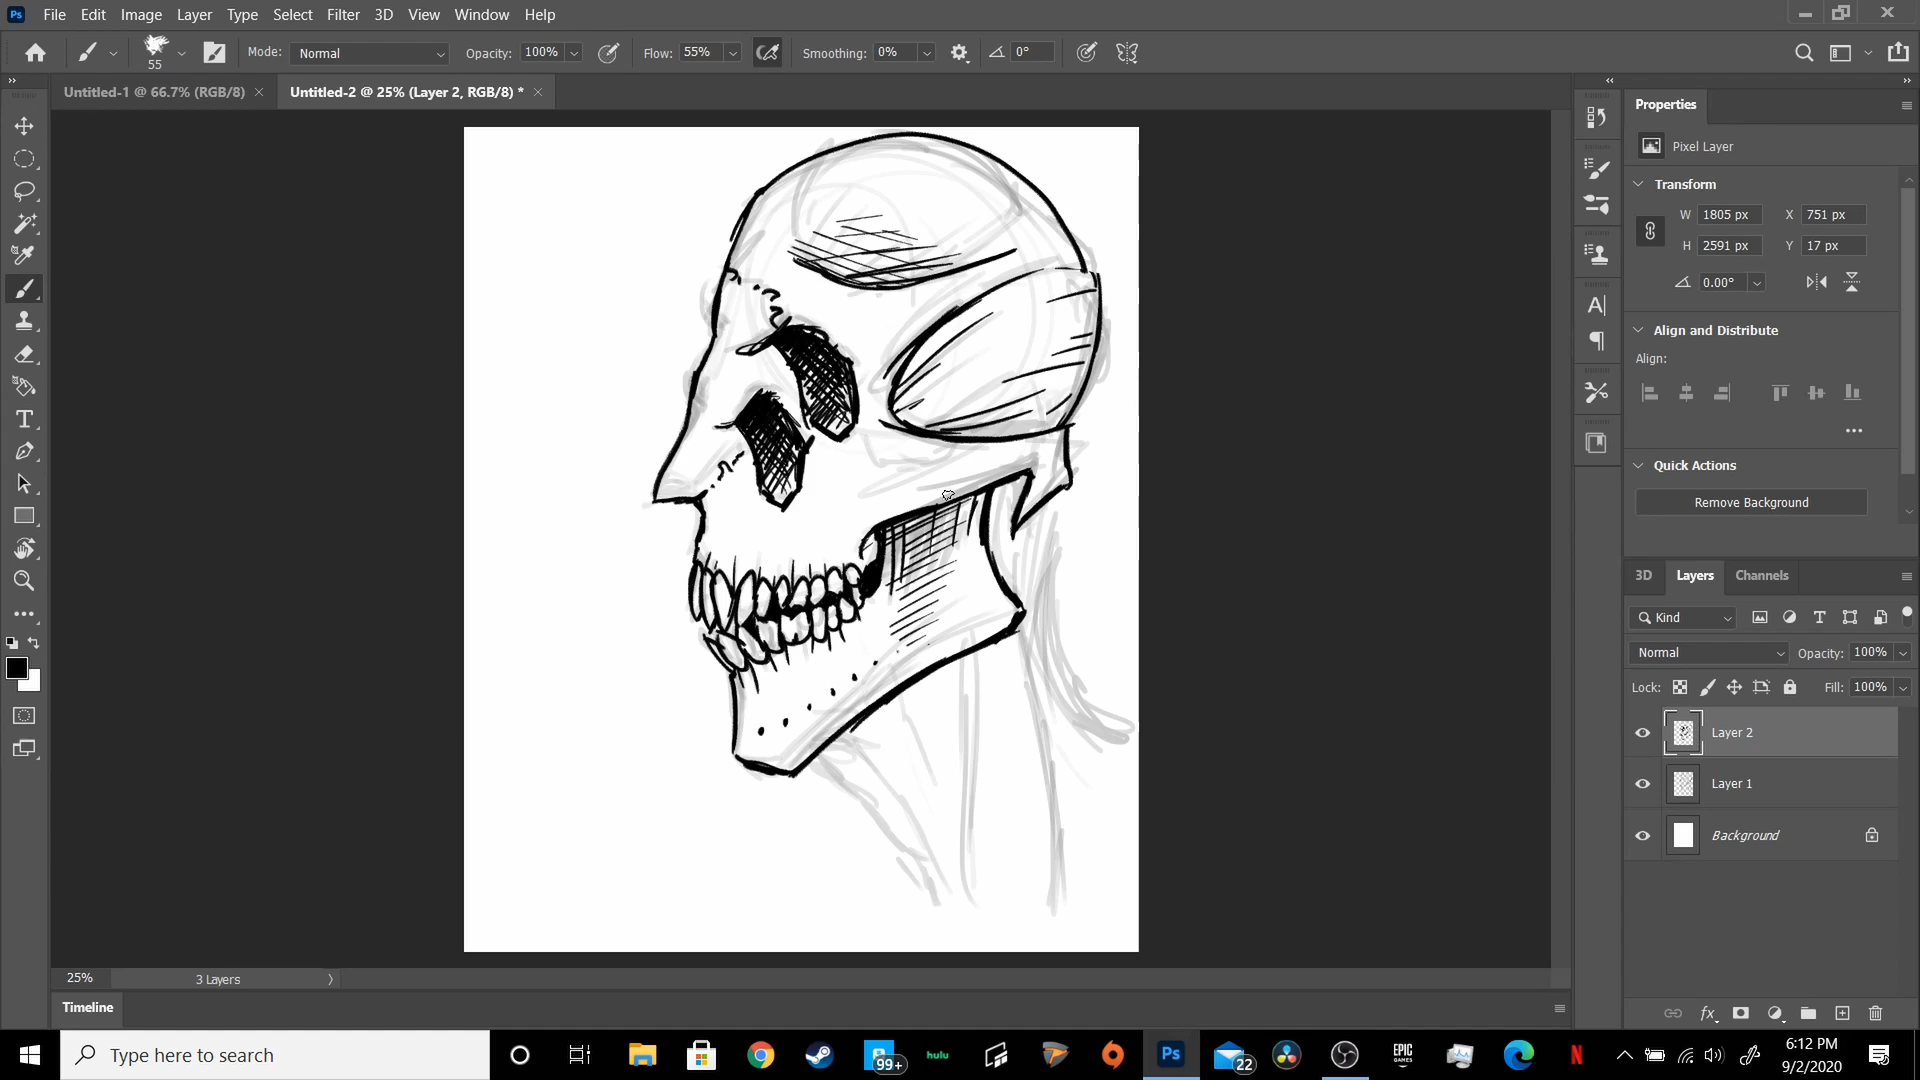 Ps File Edit Image Layer Type Select Filter 3D View Window Help
55 Mode: Normal Opacity: 100% Flow: 55% Smoothing: 0% 0°
Untitled-1 @ 66.7% (RGB/8) Untitled-2 @ 25% (Layer 2, RGB/8) *
Properties
Pixel Layer
Transform
W 1805 px X 751 px
H 2591 px Y 17 px
0.00°
Align and Distribute
Align:
Quick Actions
Remove Background
3D Layers Channels
Kind
Normal Opacity: 100%
Lock: Fill: 100%
Layer 2
Layer 1
Background
fx
25% 3 Layers
Timeline
Type here to search
99+
hulu
EPIC
GAMES
Ps
22
N
6:12 PM
9/2/2020